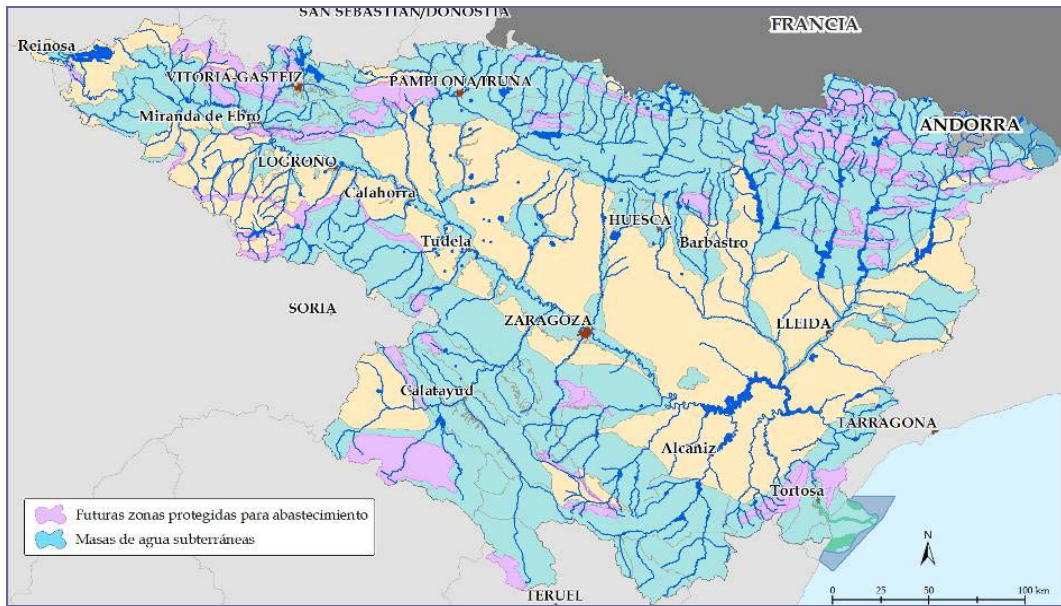 SAN SEBASTIÁN/DONOSTIA
FRANCIA
Reinosa
VITORIA-GASTEIZ
PAMPLONA/IRUÑA
Miranda de Ebro
ANDORRA
LOGROÑO
Calahorra
HUESCA
Tudela
Barbastro
SORIA
ZARAGOZA
LLEIDA
Calatayud
TARRAGONA
Alcañiz
Tortosa
Futuras zonas protegidas para abastecimiento
Masas de agua subterráneas
N
0 25 50 100 km
TERUEL